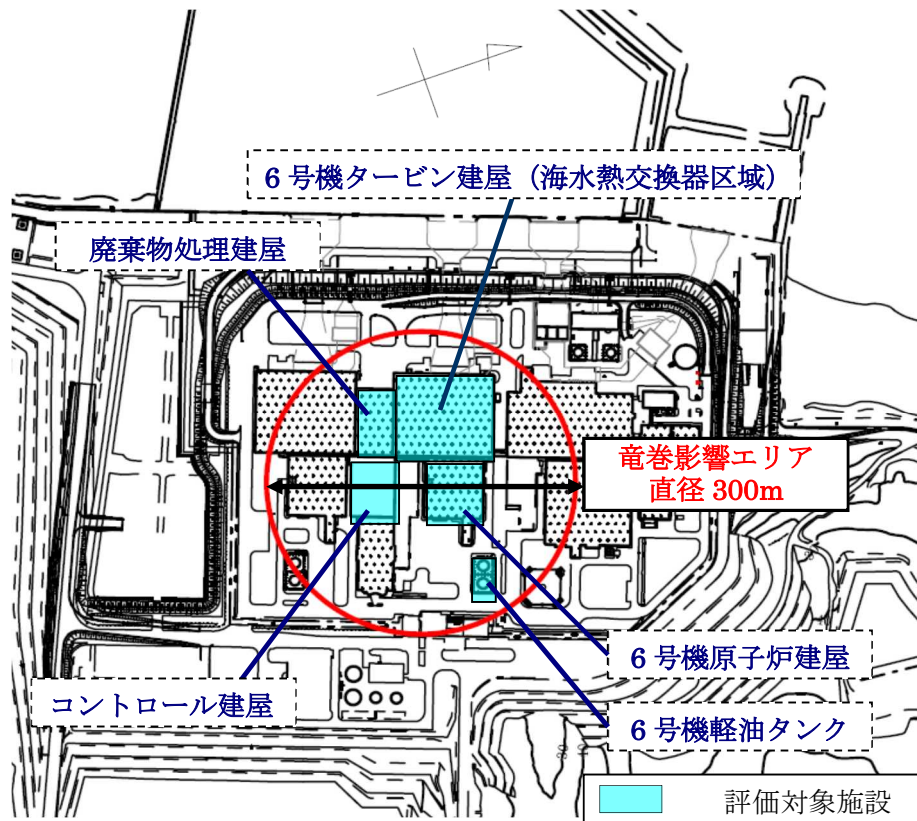 6号機タービン建屋（海水熱交換器区域）
廃棄物処理建屋
竜巻影響エリア
直径 300m
6号機原子炉建屋
コントロール建屋
6号機軽油タンク
評価対象施設